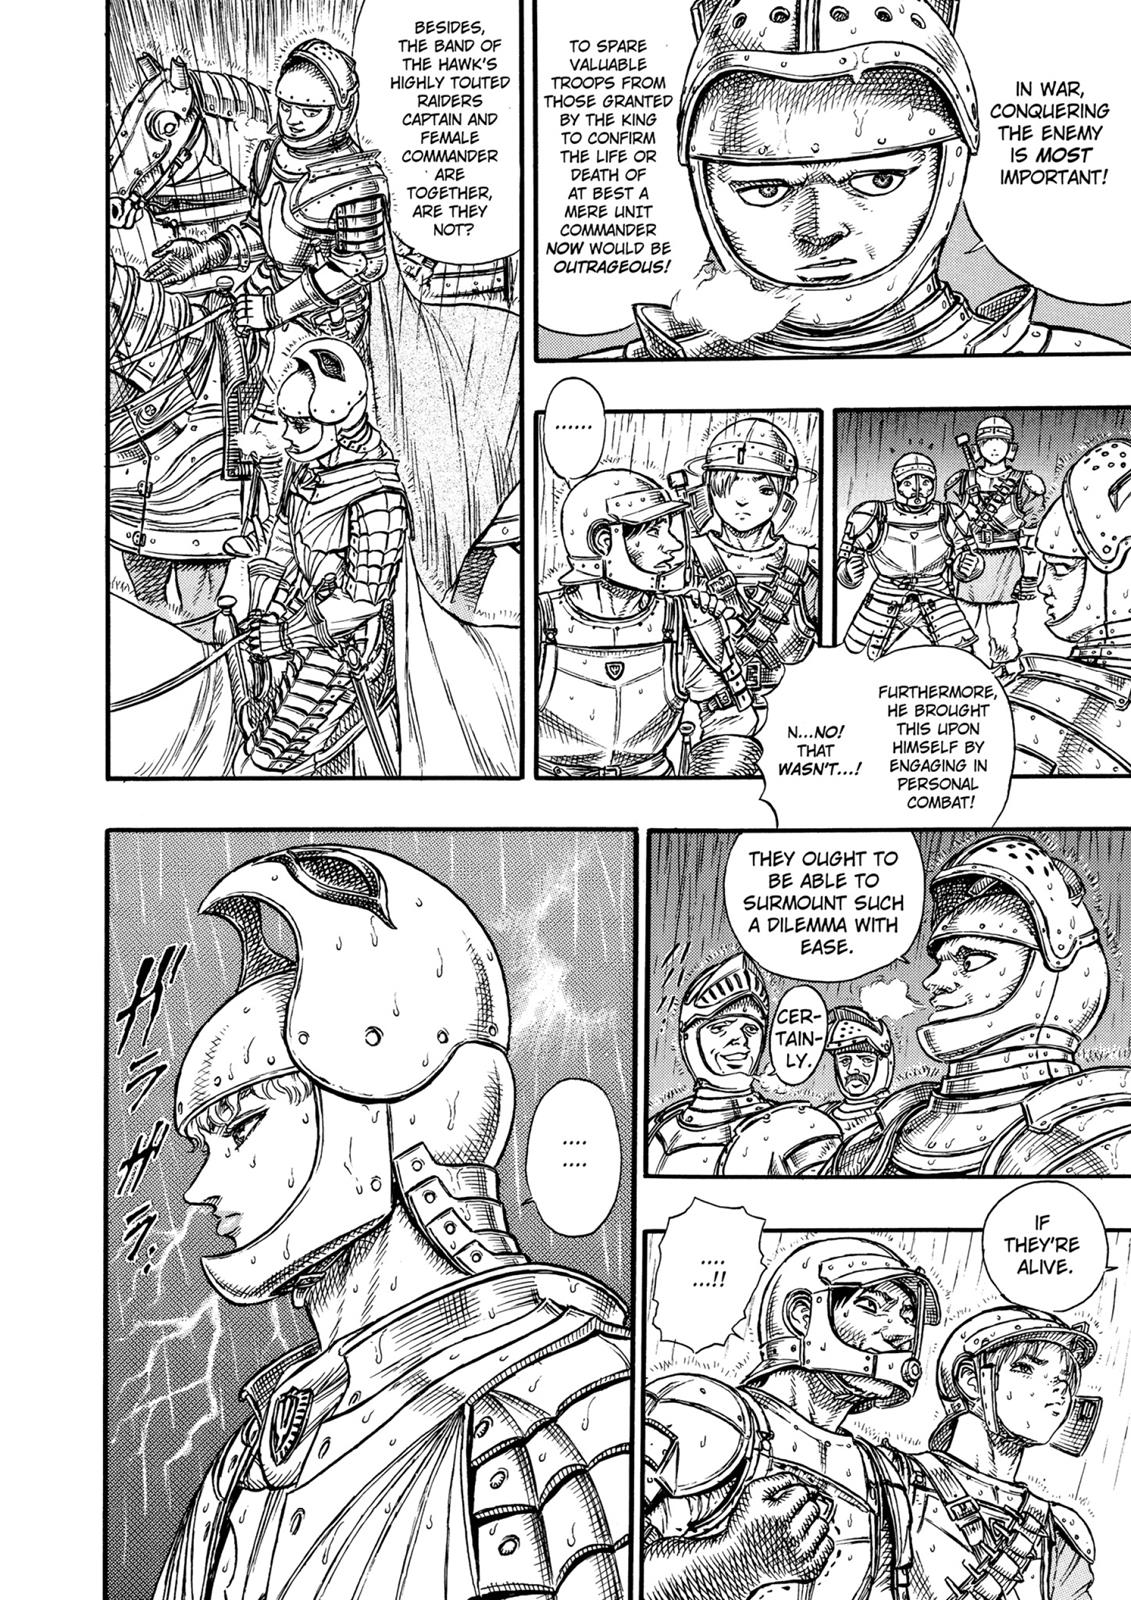 IN WAR,
CONQUERING
THE ENEMY
IS MOST
IMPORTANT!
TO SPARE
VALUABLE
TROOPS FROM
THOSE GRANTED
BY THE KING
TO CONFIRM
THE LIFE OR
DEATH OF
AT BEST A
MERE UNIT
COMMANDER
NOW WOULD BE
OUTRAGEOUS!
BESIDES,
THE BAND OF
THE HAWK'S
HIGHLY TOUTED
RAIDERS
CAPTAIN AND
FEMALE
COMMANDER
ARE
TOGETHER,
ARE THEY
NOT?
FURTHERMORE,
HE BROUGHT
THIS UPON
HIMSELF BY
ENGAGING IN
PERSONAL
COMBAT!
N...NO!
THAT
WASN'T...!
......
THEY OUGHT TO
BE ABLE TO
SURMOUNT SUCH
A DILEMMA WITH
EASE.
CER-
TAIN-
LY.
IF
THEY'RE
ALIVE.
....
...!!
....
....
ガラガラ